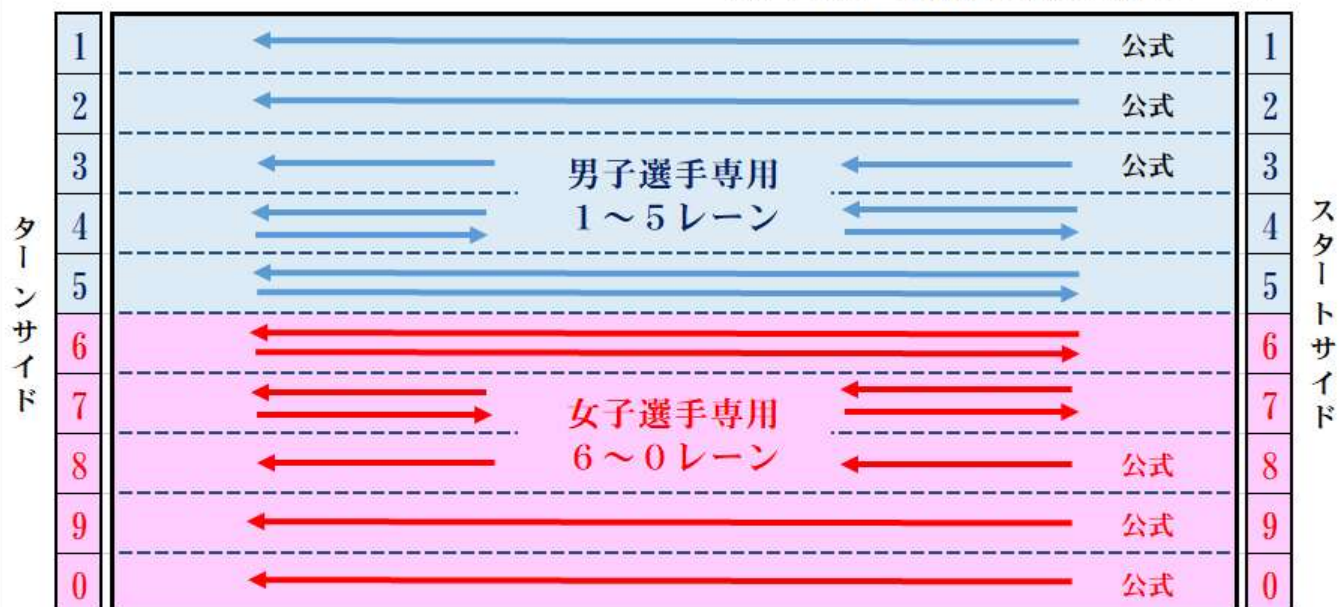 1 公式 1
2 公式 2
3 公式 3
男子選手専用
1～5レーン
4 4
5 5
6 6
7 7
女子選手専用
6～0レーン
8 公式 8
9 公式 9
0 公式 0
ターンサイド
スタートサイド